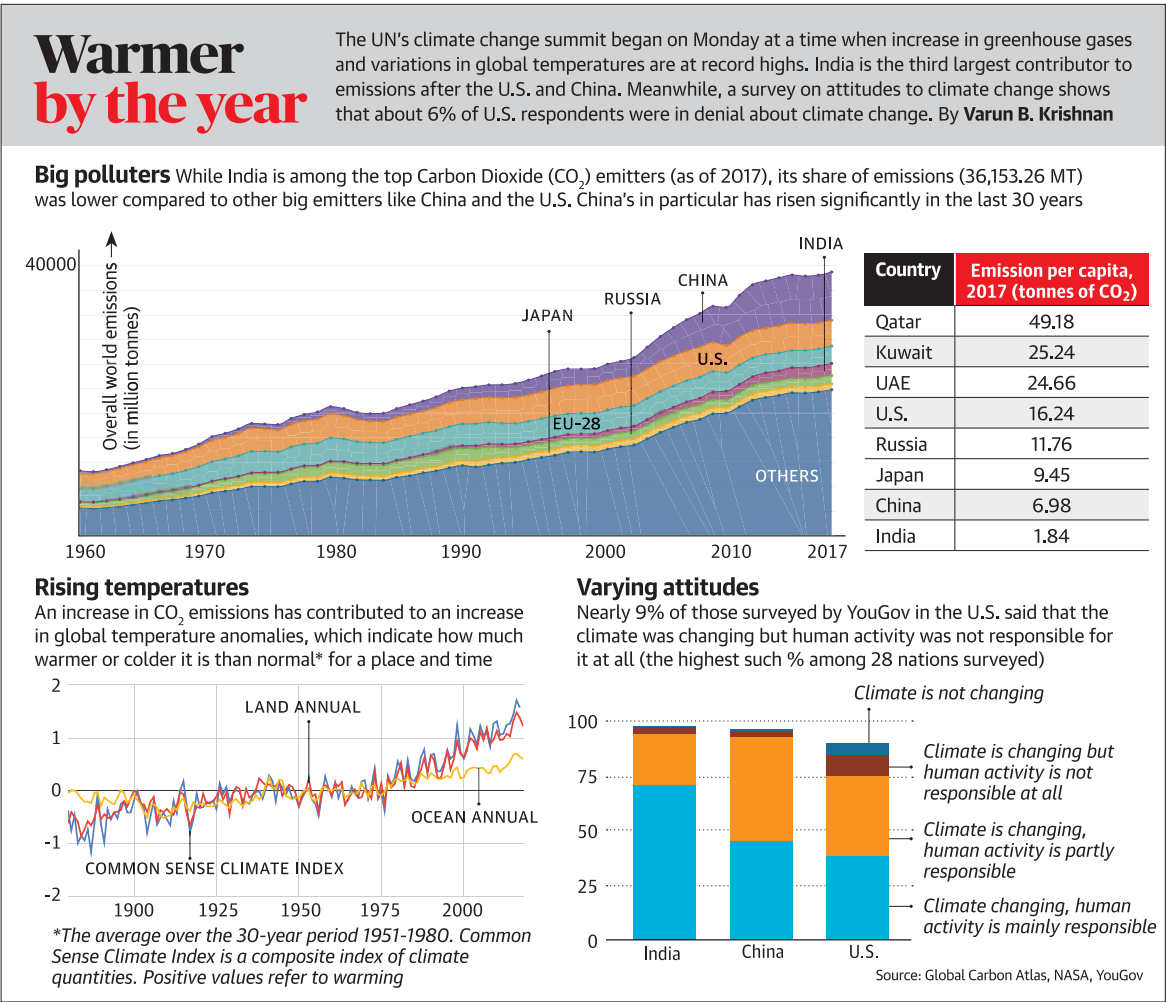 Warmer
by the year
The UN's climate change summit began on Monday at a time when increase in greenhouse gases
and variations in global temperatures are at record highs. India is the third largest contributor to
emissions after the U.S. and China. Meanwhile, a survey on attitudes to climate change shows
that about 6% of U.S. respondents were in denial about climate change. By Varun B. Krishnan
Big polluters While India is among the top Carbon Dioxide (CO₂) emitters (as of 2017), its share of emissions (36,153.26 MT)
was lower compared to other big emitters like China and the U.S. China's in particular has risen significantly in the last 30 years
40000
Overall world emissions
(in million tonnes)
JAPAN
RUSSIA
CHINA
INDIA
U.S.
EU-28
OTHERS
1960 1970 1980 1990 2000 2010 2017
Country Emission per capita,
2017 (tonnes of CO₂)
Qatar 49.18
Kuwait 25.24
UAE 24.66
U.S. 16.24
Russia 11.76
Japan 9.45
China 6.98
India 1.84
Rising temperatures
An increase in CO₂ emissions has contributed to an increase
in global temperature anomalies, which indicate how much
warmer or colder it is than normal* for a place and time
2
1
0
-1
-2
LAND ANNUAL
OCEAN ANNUAL
COMMON SENSE CLIMATE INDEX
1900 1925 1950 1975 2000
*The average over the 30-year period 1951-1980. Common
Sense Climate Index is a composite index of climate
quantities. Positive values refer to warming
Varying attitudes
Nearly 9% of those surveyed by YouGov in the U.S. said that the
climate was changing but human activity was not responsible for
it at all (the highest such % among 28 nations surveyed)
100
75
50
25
0
Climate is not changing
Climate is changing but
human activity is not
responsible at all
Climate is changing,
human activity is partly
responsible
Climate changing, human
activity is mainly responsible
India China U.S.
Source: Global Carbon Atlas, NASA, YouGov